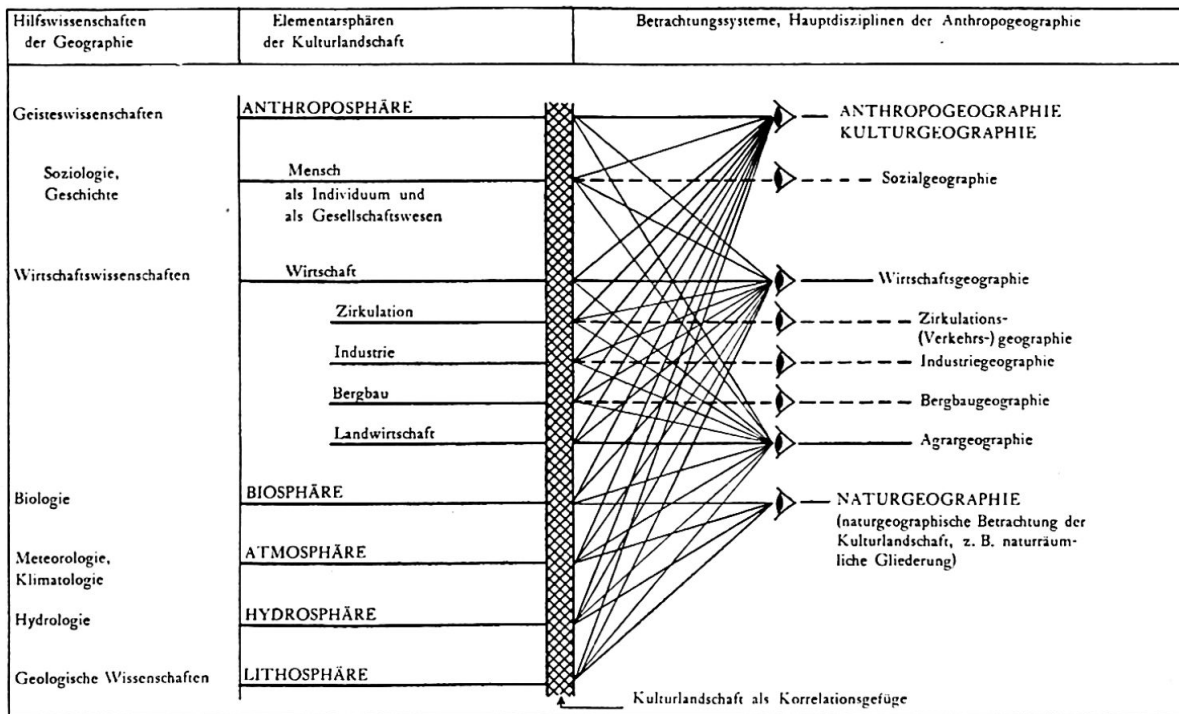 Hilfswissenschaften
der Geographie
Elementarsphären
der Kulturlandschaft
Betrachtungssysteme, Hauptdisziplinen der Anthropogeographie
Geisteswissenschaften
ANTHROPOSPHÄRE
ANTHROPOGEOGRAPHIE
KULTURGEOGRAPHIE
Soziologie,
Geschichte
Mensch
als Individuum und
als Gesellschaftswesen
Sozialgeographie
Wirtschaftswissenschaften
Wirtschaft
Wirtschaftsgeographie
Zirkulation
Zirkulations-
(Verkehrs-) geographie
Industrie
Industriegeographie
Bergbau
Bergbaugeographie
Landwirtschaft
Agrargeographie
Biologie
BIOSPHÄRE
NATURGEOGRAPHIE
(naturgeographische Betrachtung der
Kulturlandschaft, z. B. naturräum-
liche Gliederung)
Meteorologie,
Klimatologie
ATMOSPHÄRE
Hydrologie
HYDROSPHÄRE
Geologische Wissenschaften
LITHOSPHÄRE
Kulturlandschaft als Korrelationsgefüge